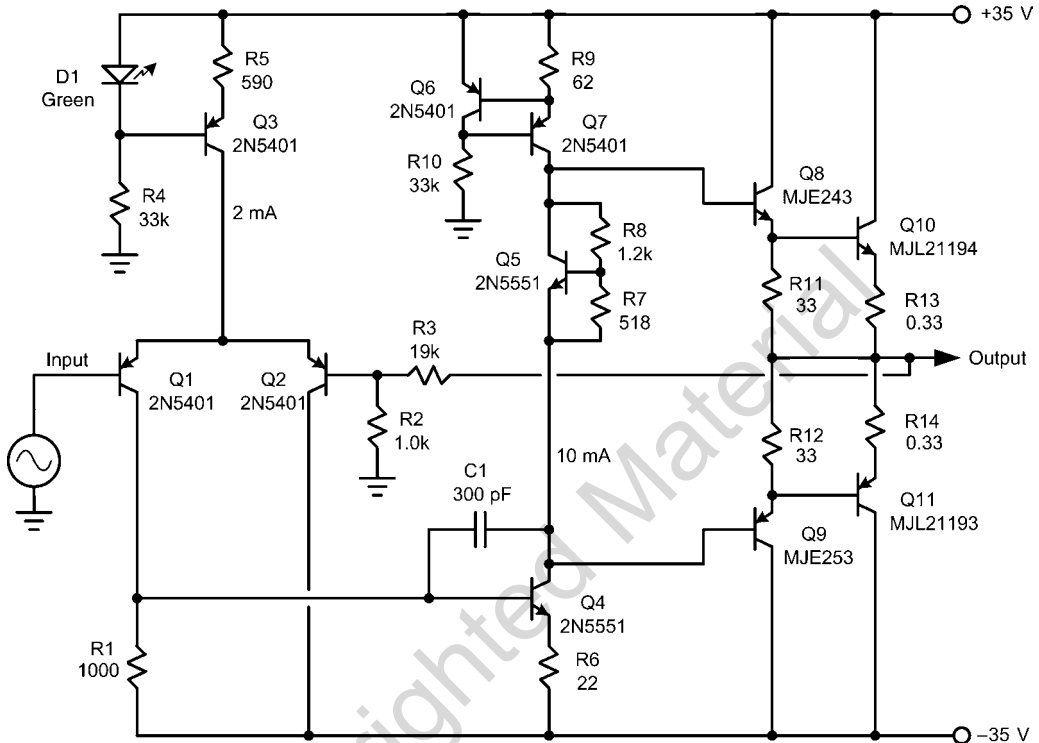 +35 V
D1
Green
R5
590
Q3
2N5401
R4
33k
2 mA
Q6
2N5401
R9
62
Q7
2N5401
R10
33k
Q8
MJE243
Q10
MJL21194
R8
1.2k
Q5
2N5551
R7
518
R11
33
R13
0.33
Input
Q1
2N5401
Q2
2N5401
R3
19k
R2
1.0k
Output
R12
33
R14
0.33
10 mA
C1
300 pF
Q11
MJL21193
Q9
MJE253
Q4
2N5551
R1
1000
R6
22
–35 V
righted Material